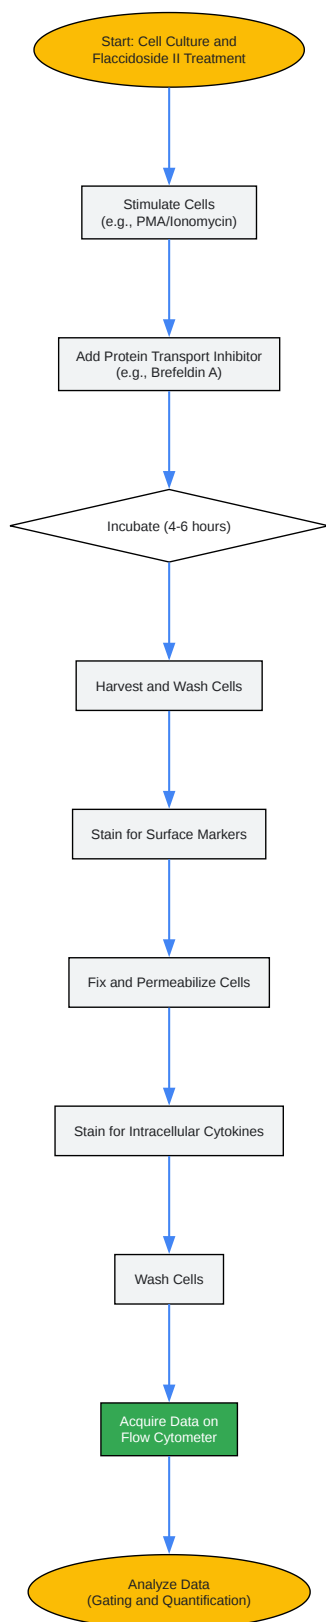 Start: Cell Culture and
Flaccidoside II Treatment
Stimulate Cells
(e.g., PMA/Ionomycin)
Add Protein Transport Inhibitor
(e.g., Brefeldin A)
Incubate (4-6 hours)
Harvest and Wash Cells
Stain for Surface Markers
Fix and Permeabilize Cells
Stain for Intracellular Cytokines
Wash Cells
Acquire Data on
Flow Cytometer
Analyze Data
(Gating and Quantification)